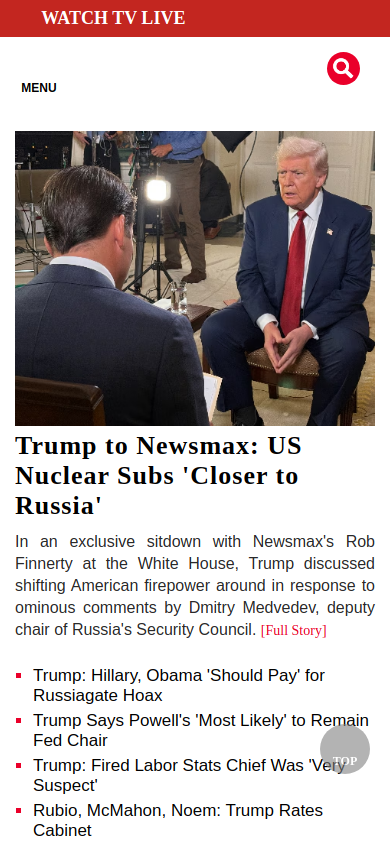 WATCH TV LIVE
MENU
Trump to Newsmax: US
Nuclear Subs 'Closer to
Russia'
In an exclusive sitdown with Newsmax's Rob
Finnerty at the White House, Trump discussed
shifting American firepower around in response to
ominous comments by Dmitry Medvedev, deputy
chair of Russia's Security Council. [Full Story]
Trump: Hillary, Obama 'Should Pay' for
Russiagate Hoax
Trump Says Powell's 'Most Likely' to Remain
Fed Chair
Trump: Fired Labor Stats Chief Was 'Very
Suspect'
TOP
Rubio, McMahon, Noem: Trump Rates
Cabinet